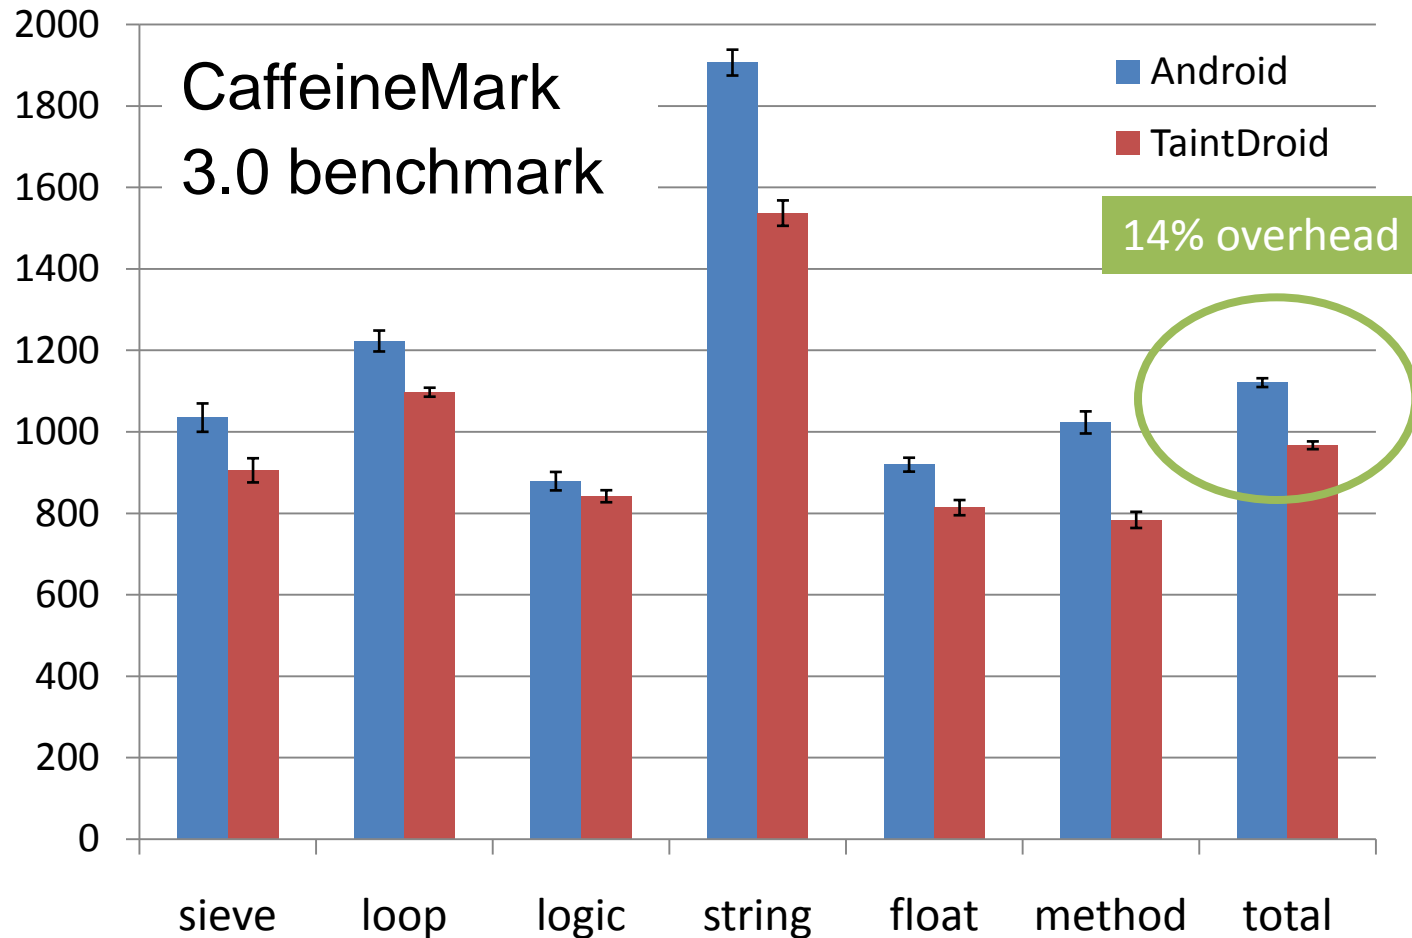 2000
1800
1600
1400
1200
1000
800
600
400
200
0
CaffeineMark
3.0 benchmark
Android
TaintDroid
14% overhead
sieve loop logic string float method total